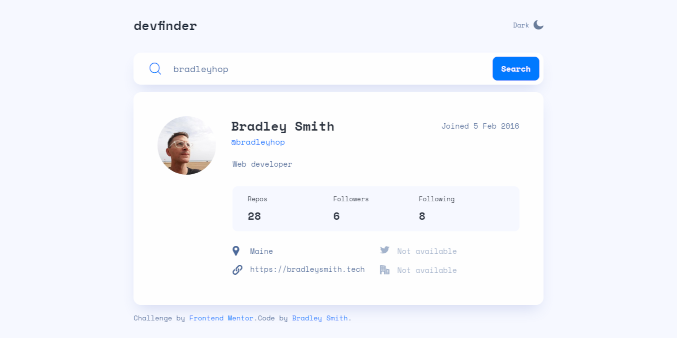 devfinder
Dark
bradleyhop
Search
Bradley Smith
Joined 5 Feb 2016
@bradleyhop
Web developer
Repos Followers Following
28 6 8
Maine
Not available
https://bradleysmith.tech
Not available
Challenge by Frontend Mentor.Code by Bradley Smith.